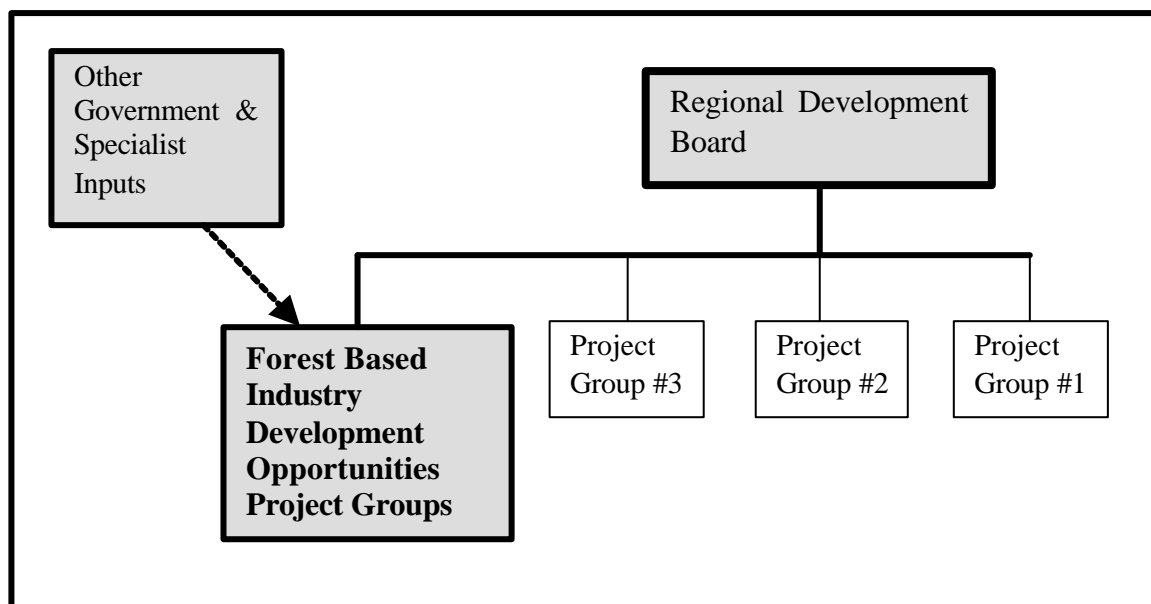 Other
Government &
Specialist
Inputs
Regional Development
Board
Forest Based
Industry
Development
Opportunities
Project Groups
Project
Group #3
Project
Group #2
Project
Group #1